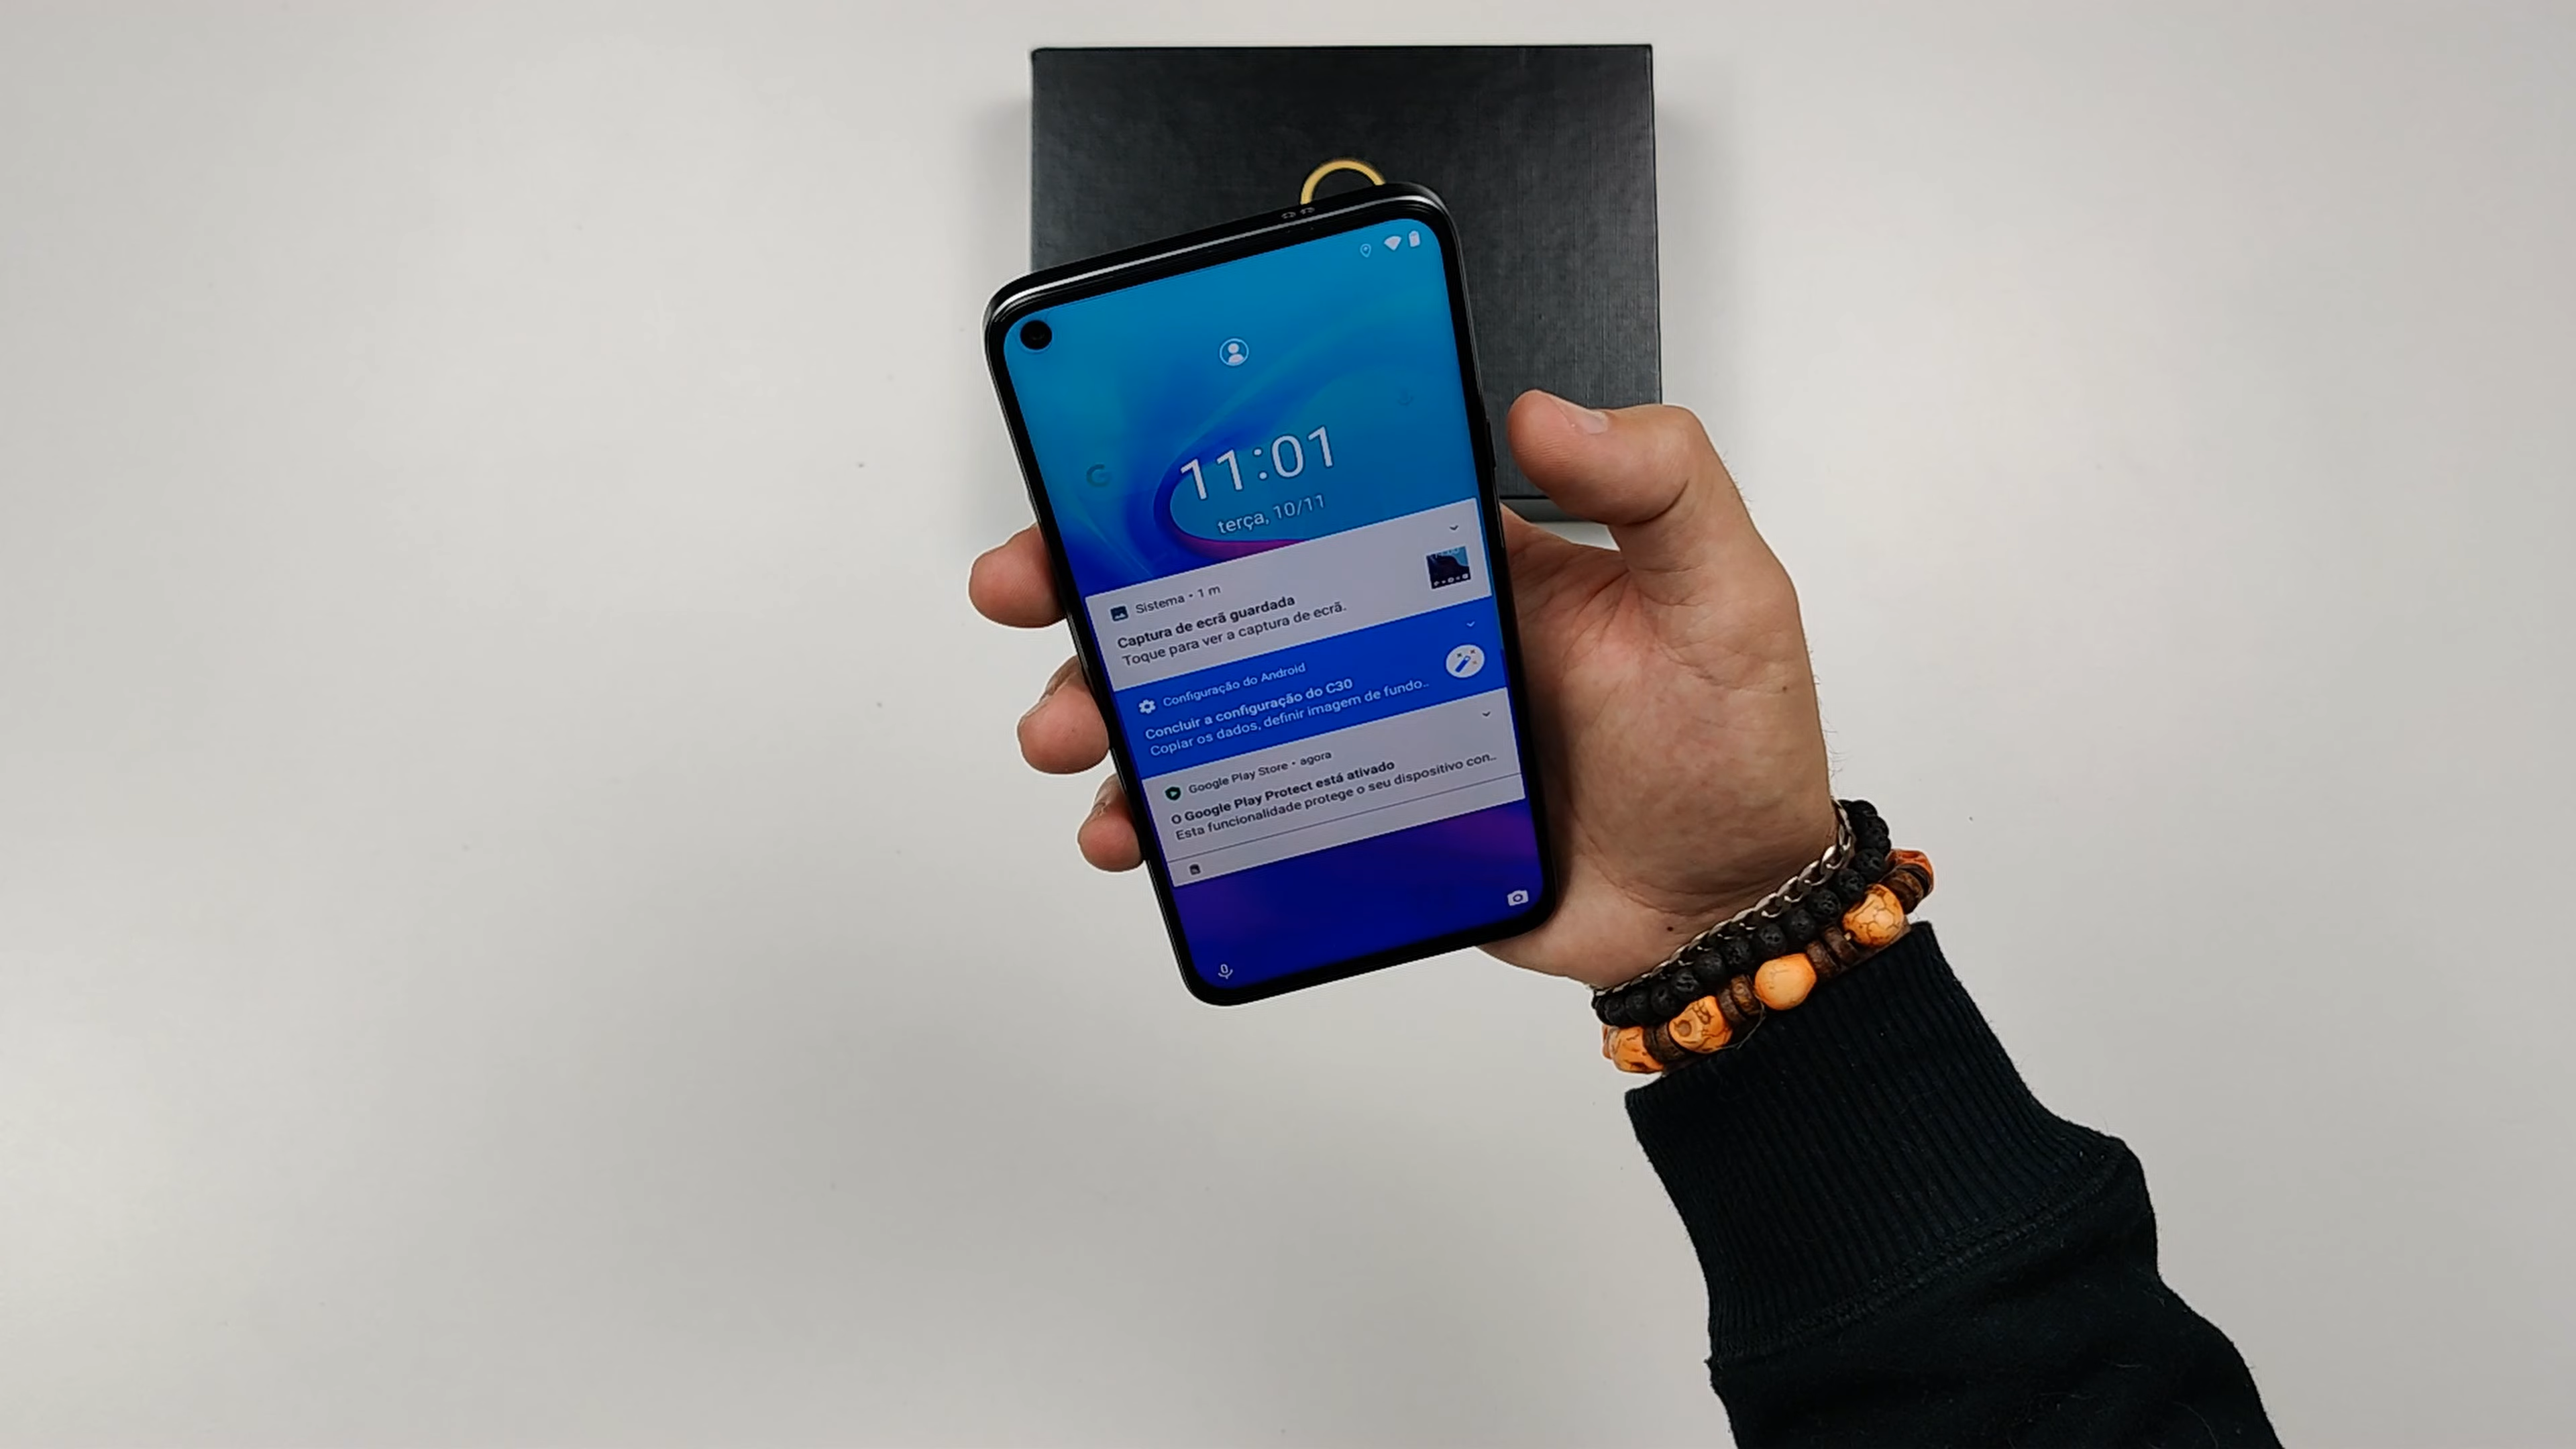 11:01
terça, 10/11
Sistema • 1 m
Captura de ecrã guardada
Toque para ver a captura de ecrã.
Configuração do Android
Concluir a configuração do C30
Copiar os dados, definir imagem de fundo...
Google Play Store • agora
O Google Play Protect está ativado
Esta funcionalidade protege o seu dispositivo con...